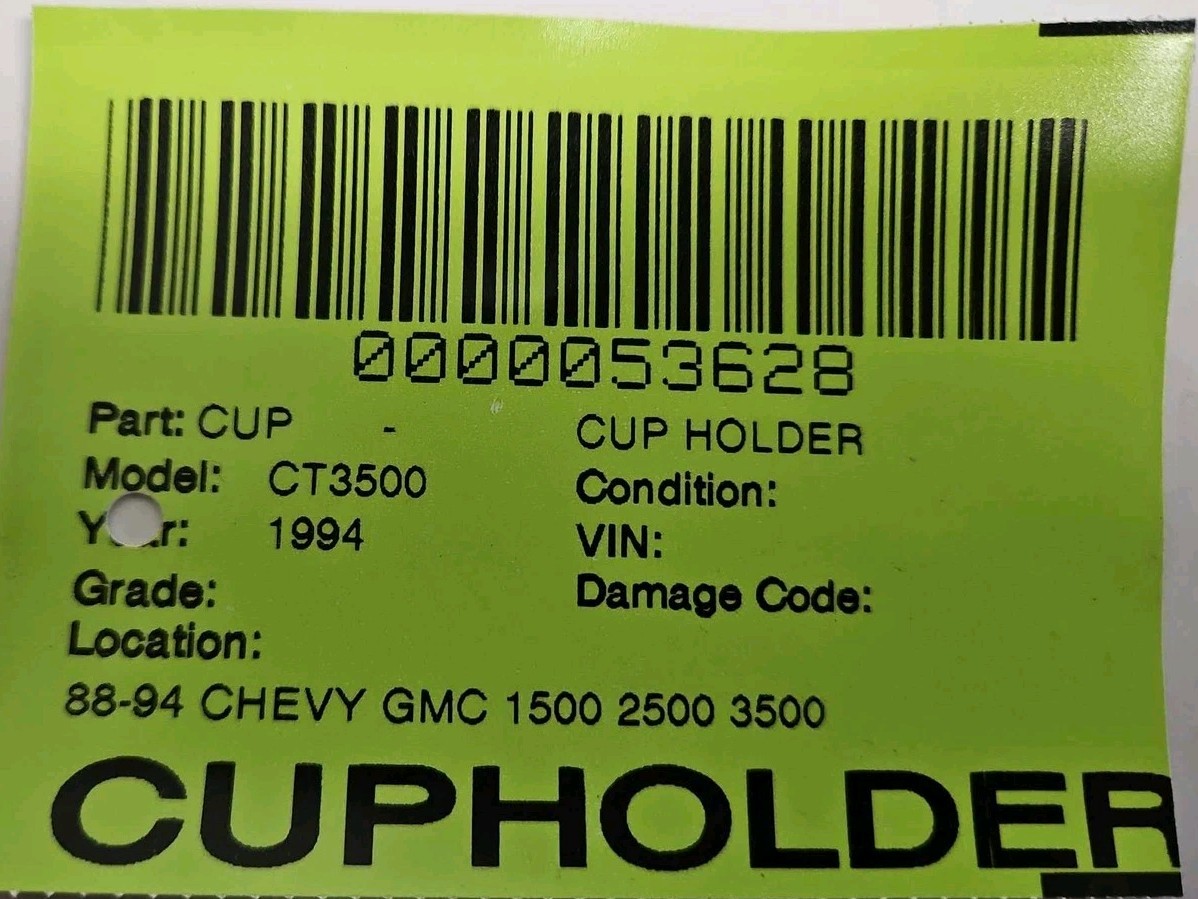 0000053628
Part: CUP - CUP HOLDER
Model: CT3500 Condition:
Year: 1994 VIN:
Grade: Damage Code:
Location:
88-94 CHEVY GMC 1500 2500 3500
CUPHOLDER